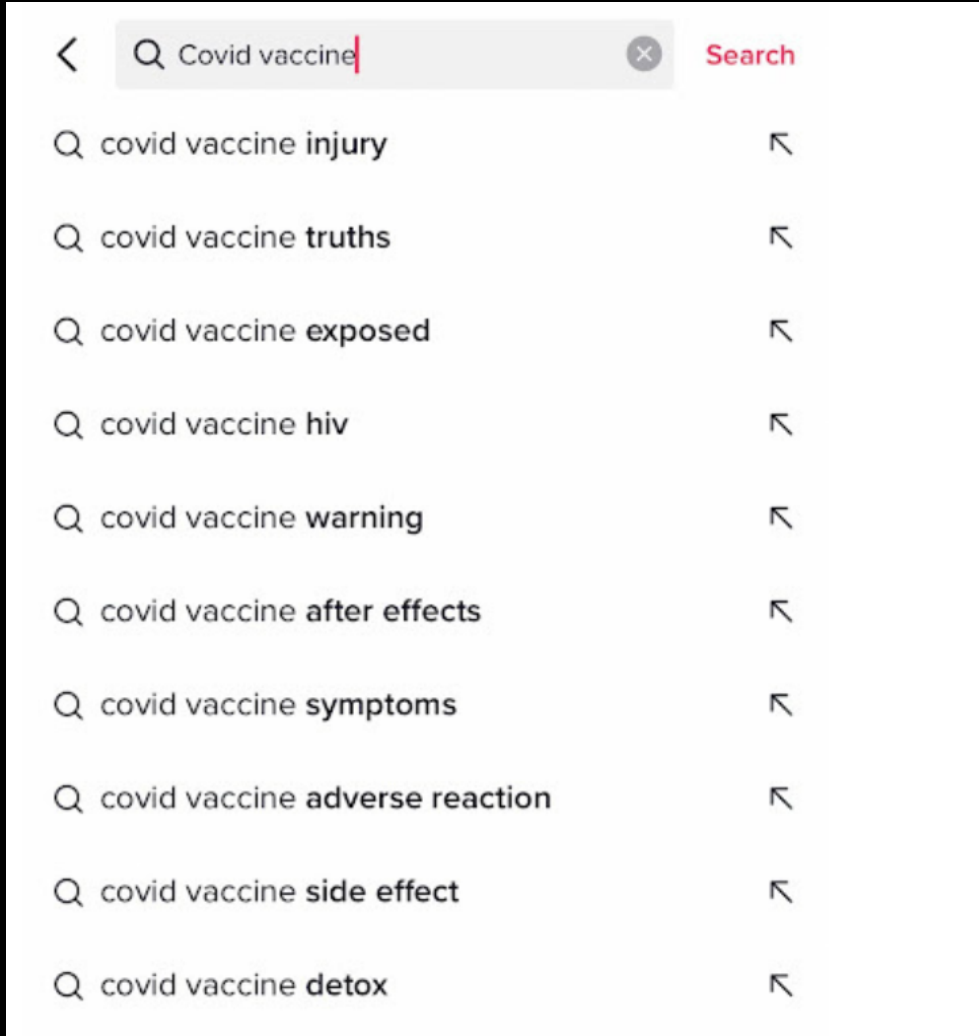 Covid vaccine Search
covid vaccine injury
covid vaccine truths
covid vaccine exposed
covid vaccine hiv
covid vaccine warning
covid vaccine after effects
covid vaccine symptoms
covid vaccine adverse reaction
covid vaccine side effect
covid vaccine detox